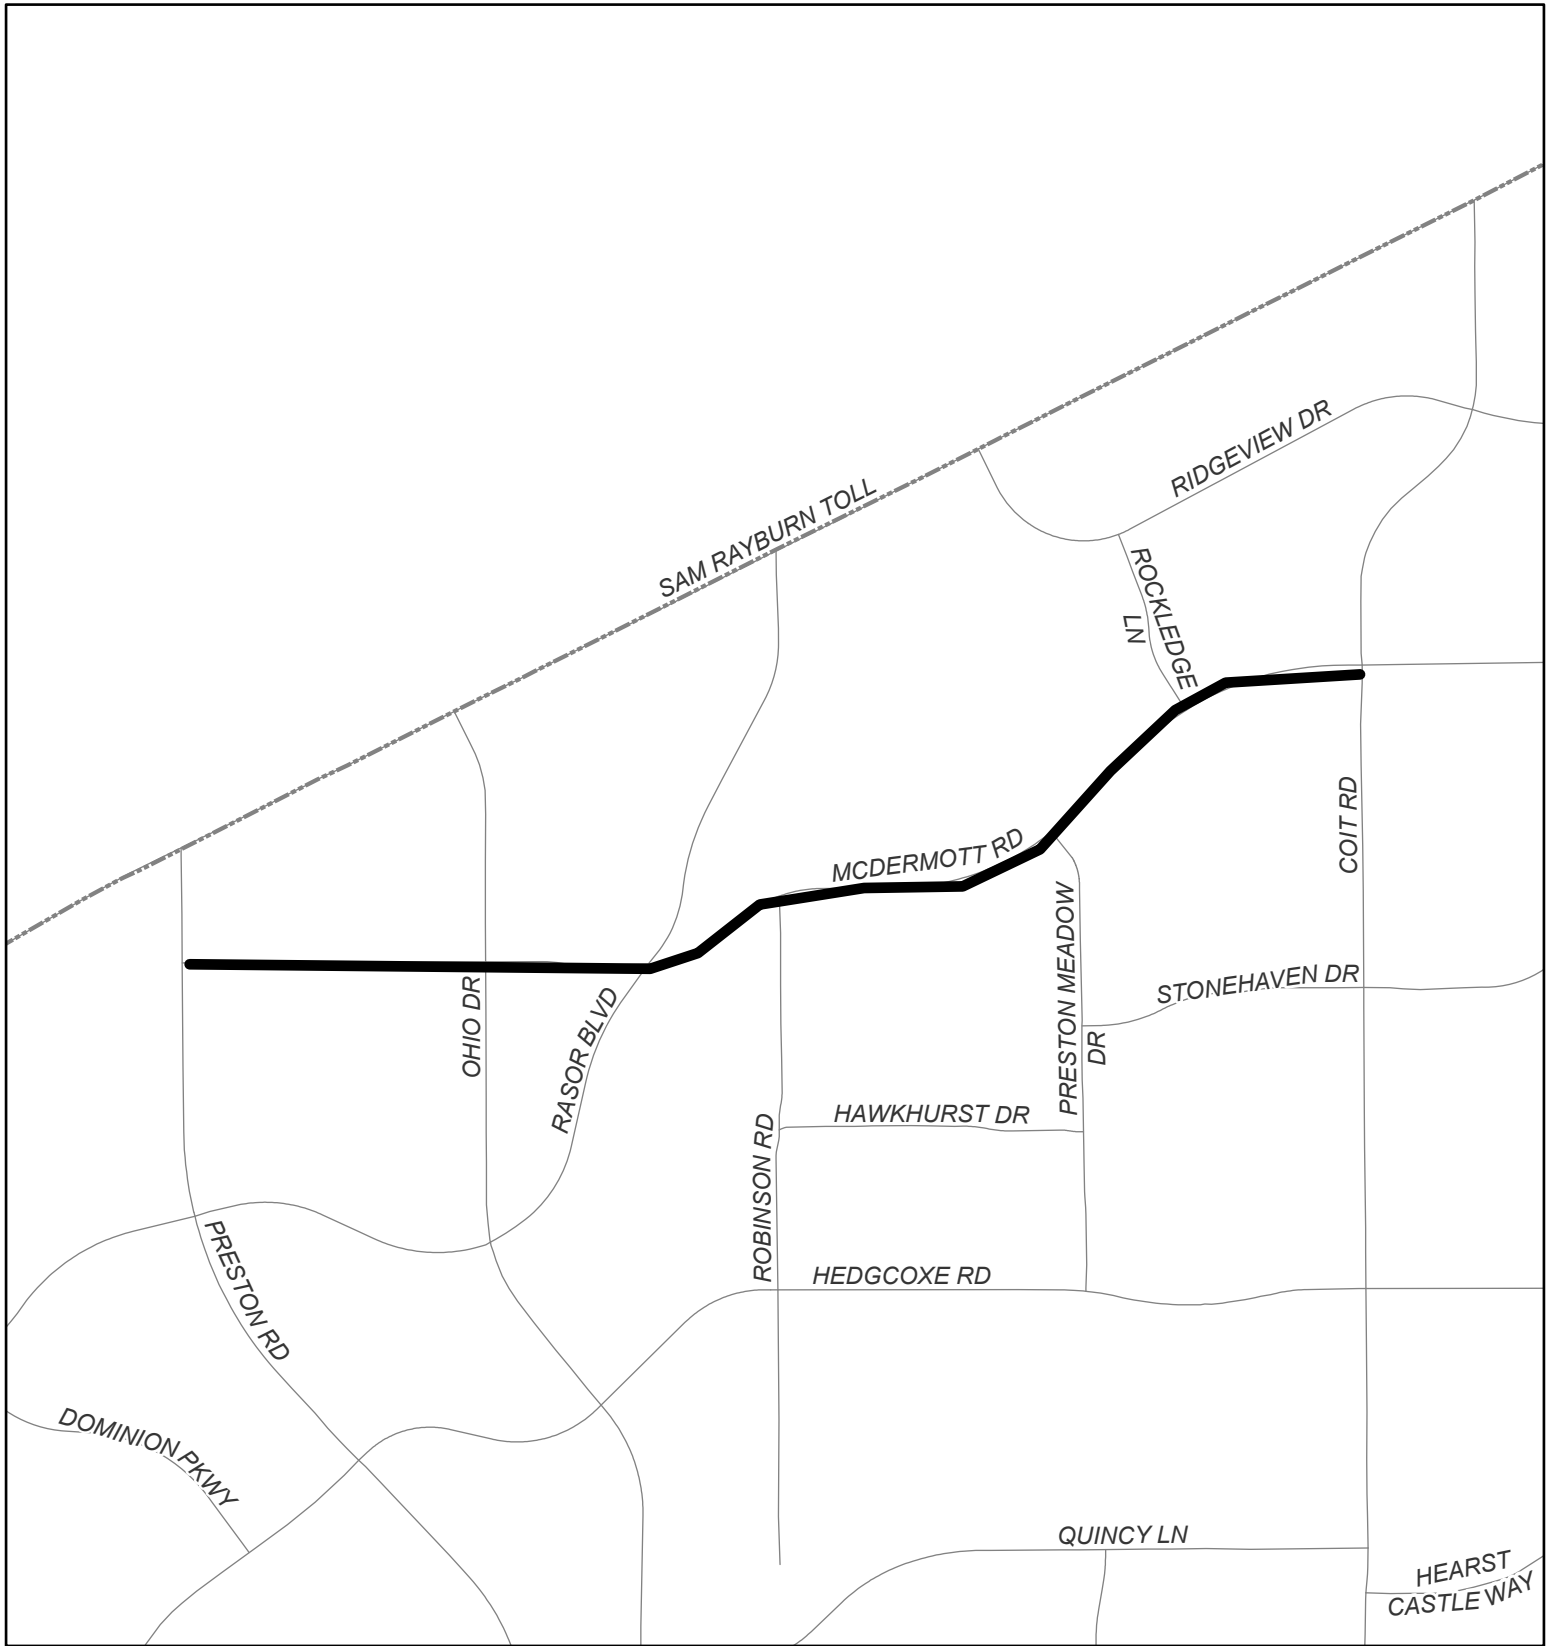 RIDGEVIEW DR
SAM RAYBURN TOLL
ROCKLEDGE
LN
COIT RD
MCDERMOTT RD
PRESTON MEADOW
DR
STONEHAVEN DR
OHIO DR
RASOR BLVD
HAWKHURST DR
ROBINSON RD
PRESTON RD
HEDGCOXE RD
DOMINION PKWY
QUINCY LN
HEARST
CASTLE WAY